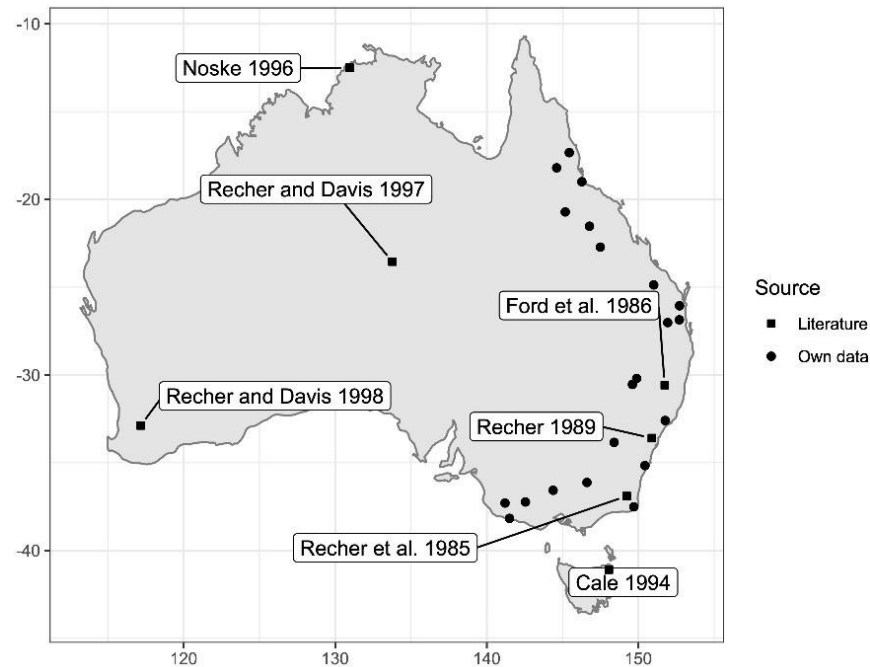 -10
Noske 1996
-20
Recher and Davis 1997
Source
Ford et al. 1986
Literature
Own data
-30
Recher and Davis 1998
Recher 1989
Recher et al. 1985
-40
Cale 1994
120
130
140
150